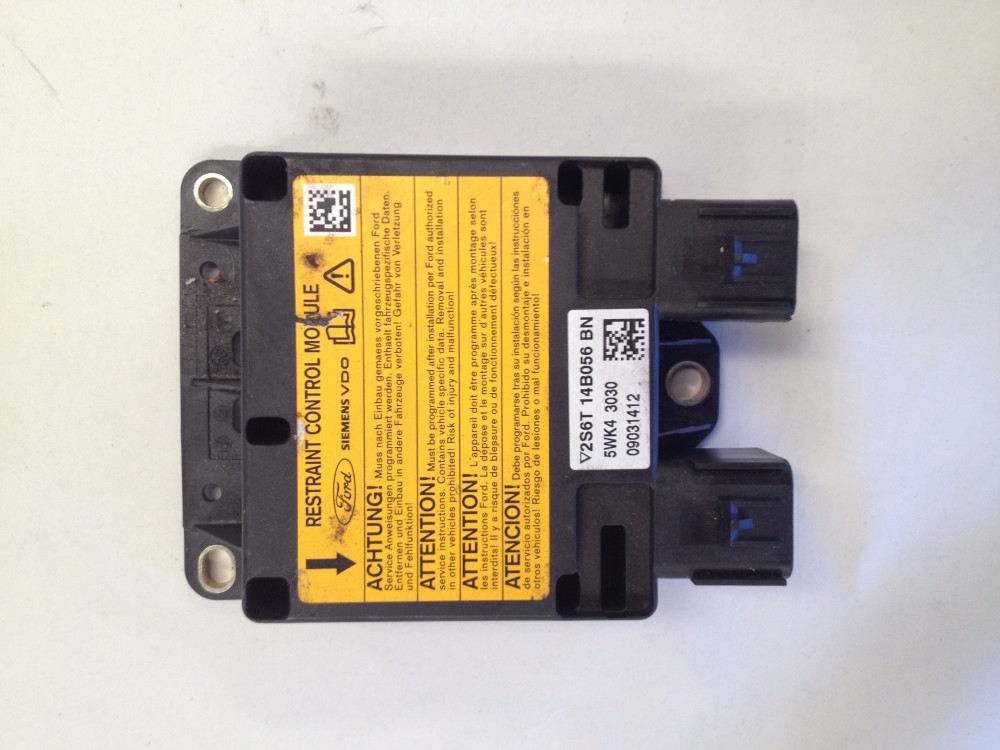 RESTRAINT CONTROL MODULE
Ford SIEMENS VDO
ACHTUNG! Muss nach Einbau gemaess vorgeschriebenen Ford
Service Anweisungen programmiert werden. Enthaelt fahrzeugspezifische Daten.
Entfernen und Einbau in andere Fahrzeuge verboten! Gefahr von Verletzung
und Fehlfunktion!
ATTENTION! Must be programmed after installation per Ford authorized
service instructions. Contains vehicle specific data. Removal and installation
in other vehicles prohibited! Risk of injury and malfunction!
ATTENTION! L'appareil doit être programme après montage selon
les instructions Ford. La dépose et le montage sur d'autres véhicules sont
interdits! Il y a risque de blessure ou de fonctionnement défectueux!
ATENCION! Debe programarse tras su instalación según las instrucciones
de servicio autorizados por Ford. Prohibido su desmontaje e instalación en
otros vehiculos! Riesgo de lesiones o mal funcionamiento!
▽2S6T 14B056 BN
5WK4 3030
09031412